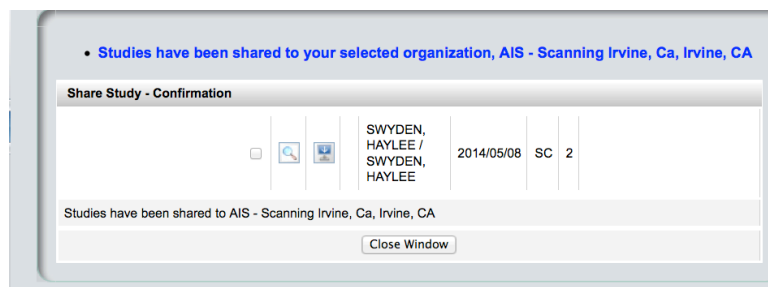 • Studies have been shared to your selected organization, AIS - Scanning Irvine, Ca, Irvine, CA
Share Study - Confirmation
SWYDEN,
HAYLEE /
SWYDEN,
HAYLEE
2014/05/08 SC 2
Studies have been shared to AIS - Scanning Irvine, Ca, Irvine, CA
Close Window